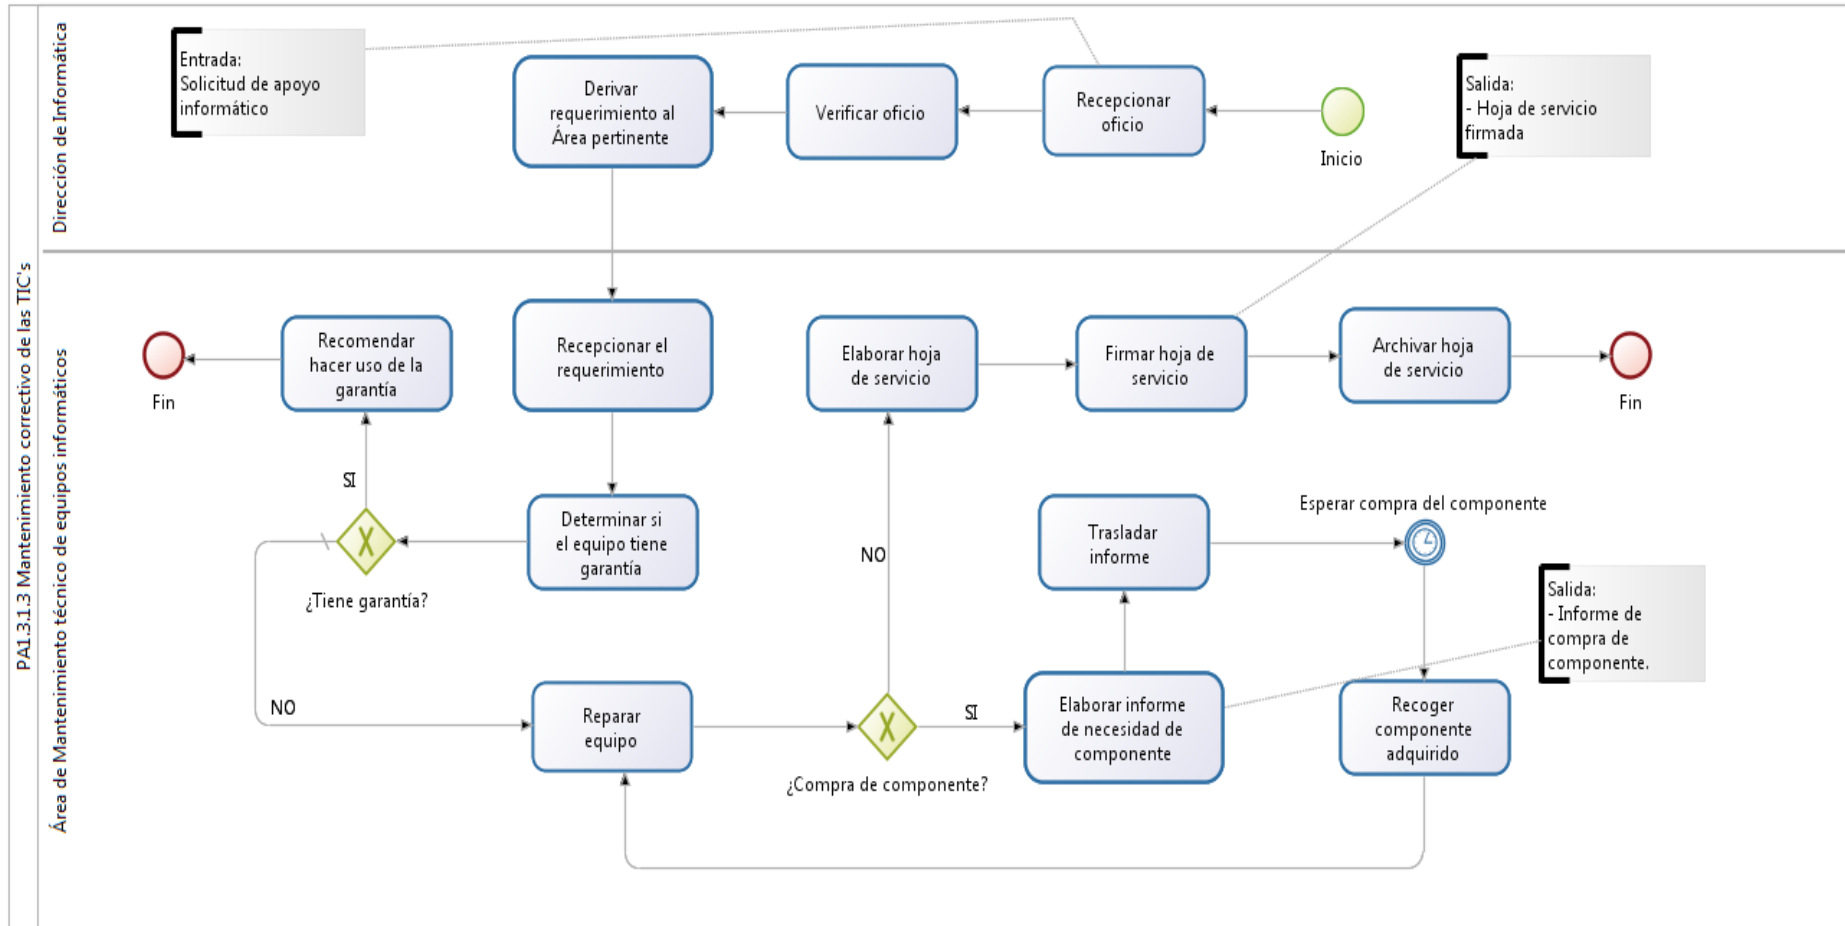 PA1.3.1.3 Mantenimiento correctivo de las TIC's
Dirección de Informática
Entrada:
Solicitud de apoyo
informático
Derivar
requerimiento al
Área pertinente
Verificar oficio
Recepcionar
oficio
Inicio
Salida:
- Hoja de servicio
firmada
Área de Mantenimiento técnico de equipos informáticos
Fin
Recomendar
hacer uso de la
garantía
Recepcionar el
requerimiento
Elaborar hoja
de servicio
Firmar hoja de
servicio
Archivar hoja
de servicio
Fin
SI
¿Tiene garantía?
Determinar si
el equipo tiene
garantía
NO
NO
Trasladar
informe
Esperar compra del componente
Salida:
- Informe de
compra de
componente.
Reparar
equipo
¿Compra de componente?
SI
Elaborar informe
de necesidad de
componente
Recoger
componente
adquirido